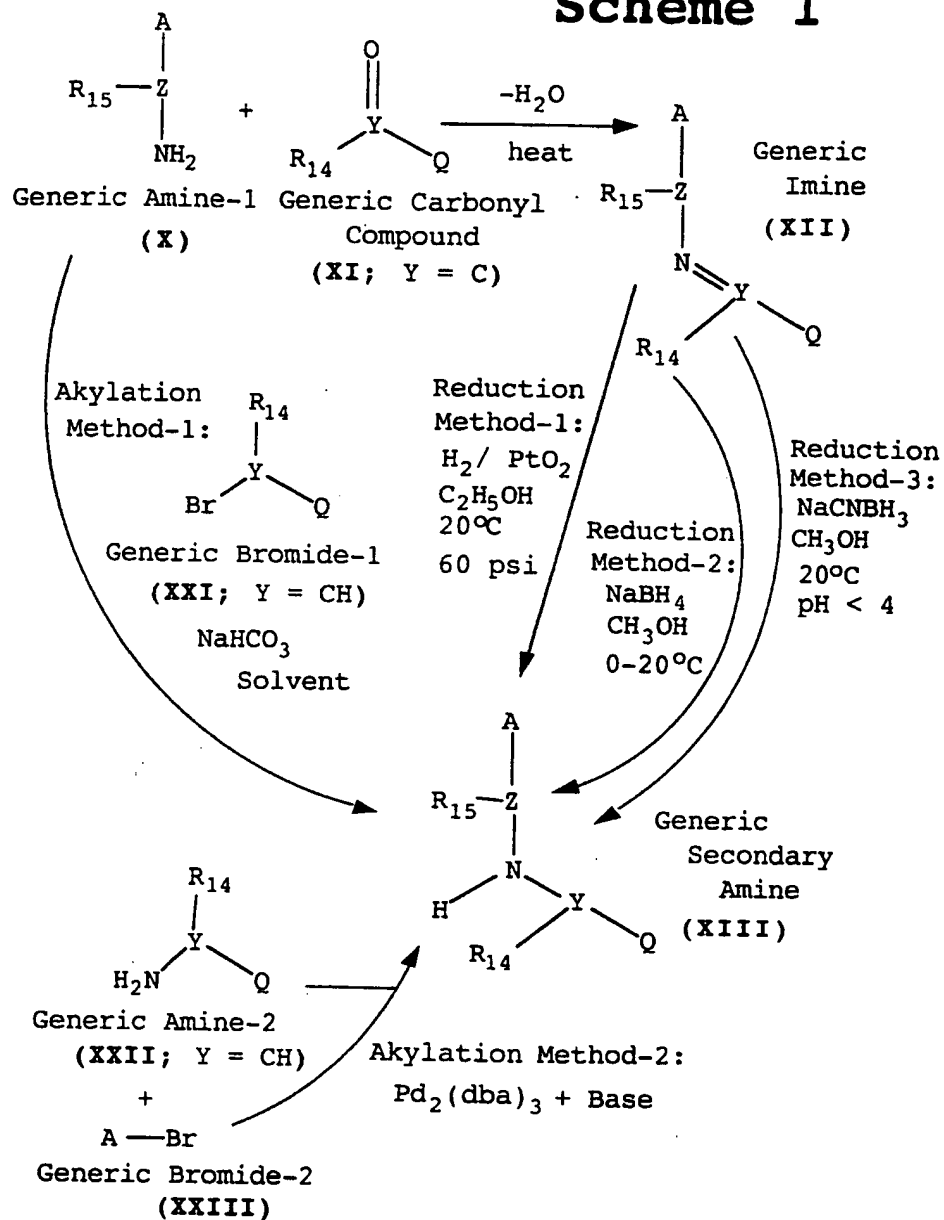 Scheme 1
A
R15—Z
NH2
+
O
Y
R14
Q
-H2O
heat
Generic Amine-1
(X)
Generic Carbonyl
Compound
(XI; Y = C)
A
R15—Z
N
Y
R14
Q
Generic
Imine
(XII)
Akylation
Method-1:
R14
Y
Br
Q
Generic Bromide-1
(XXI; Y = CH)
NaHCO3
Solvent
Reduction
Method-1:
H2/ PtO2
C2H5OH
20°C
60 psi
Reduction
Method-2:
NaBH4
CH3OH
0-20°C
Reduction
Method-3:
NaCNBH3
CH3OH
20°C
pH < 4
A
R15—Z
N
H
Y
R14
Q
Generic
Secondary
Amine
(XIII)
R14
Y
H2N
Q
Generic Amine-2
(XXII; Y = CH)
+
A—Br
Generic Bromide-2
(XXIII)
Akylation Method-2:
Pd2(dba)3 + Base